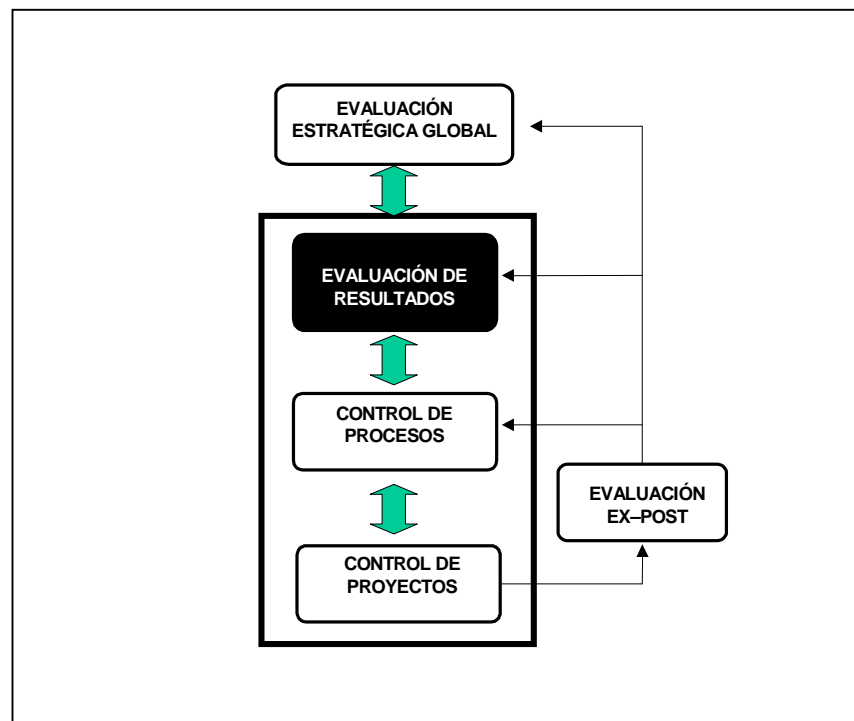 EVALUACIÓN
ESTRATÉGICA GLOBAL
EVALUACIÓN DE
RESULTADOS
CONTROL DE
PROCESOS
EVALUACIÓN
EX–POST
CONTROL DE
PROYECTOS